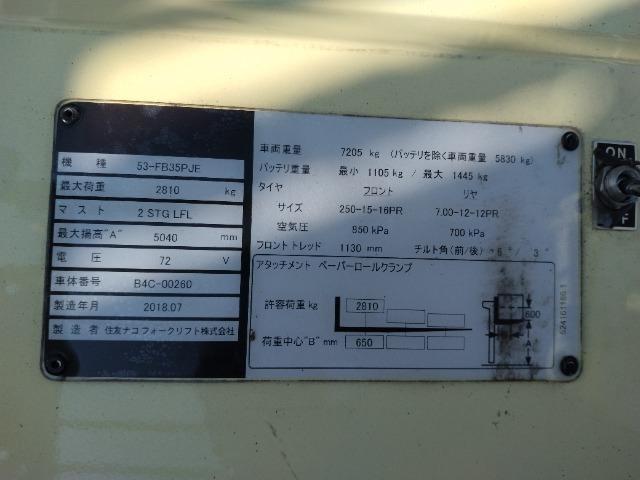 機種 53-FB35PJE
最大荷重 2810 kg
マスト 2 STG LFL
最大揚高"A" 5040 mm
電圧 72 V
車体番号 B4C-00260
製造年月 2018.07
製造者 住友ナコフォークリフト株式会社
車両重量 7205 kg (バッテリを除く車両重量 5830 kg)
バッテリ重量 最小 1105 kg / 最大 1445 kg
タイヤ フロント リヤ
サイズ 250-15-16PR 7.00-12-12PR
空気圧 850 kPa 700 kPa
フロントトレッド 1130 mm チルト角(前/後) 6° / 3°
アタッチメント ペーパーロールクランプ
許容荷重 kg 2810
荷重中心"B" mm 650
600
A
ON
F